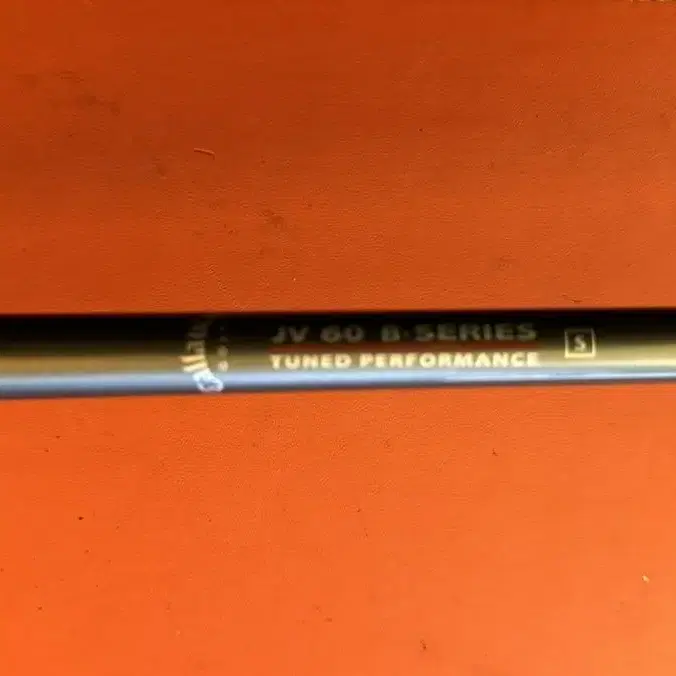 JV 60 B-SERIES
TUNED PERFORMANCE
S